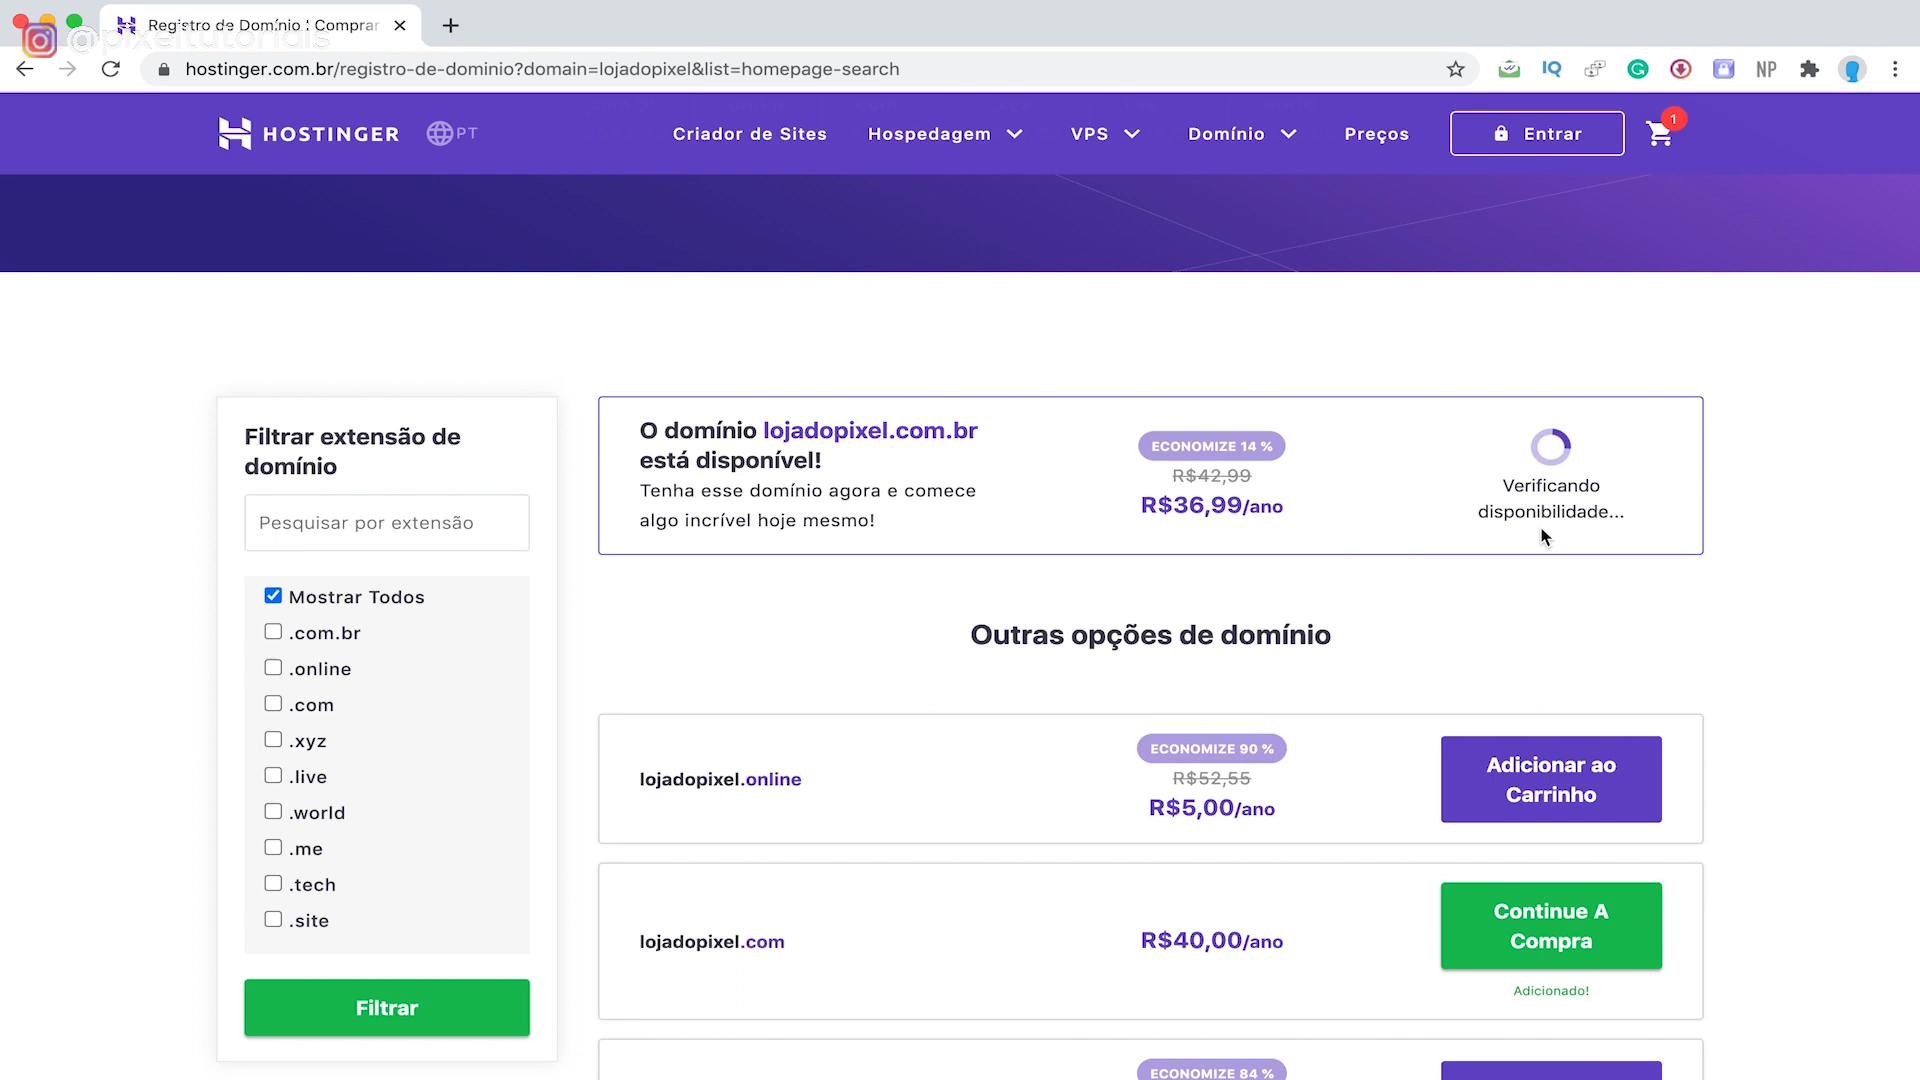 Registro de Domínio | Comprar
@pixeltutoriais
hostinger.com.br/registro-de-dominio?domain=lojadopixel&list=homepage-search
IQ
NP
HOSTINGER
PT
Criador de Sites
Hospedagem
VPS
Domínio
Preços
Entrar
1
Filtrar extensão de
domínio
Pesquisar por extensão
Mostrar Todos
.com.br
.online
.com
.xyz
.live
.world
.me
.tech
.site
Filtrar
O domínio lojadopixel.com.br
está disponível!
Tenha esse domínio agora e comece
algo incrível hoje mesmo!
ECONOMIZE 14 %
R$42,99
R$36,99/ano
Verificando
disponibilidade...
Outras opções de domínio
lojadopixel.online
ECONOMIZE 90 %
R$52,55
R$5,00/ano
Adicionar ao
Carrinho
lojadopixel.com
R$40,00/ano
Continue A
Compra
Adicionado!
ECONOMIZE 84 %